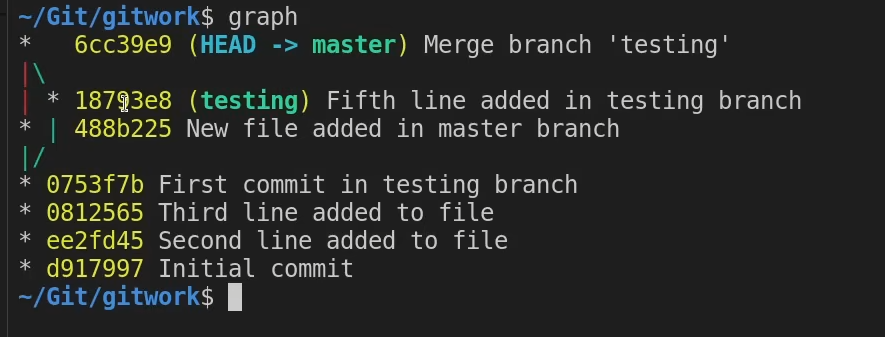 ~/Git/gitwork$ graph
*   6cc39e9 (HEAD -> master) Merge branch 'testing'
|\
| * 18793e8 (testing) Fifth line added in testing branch
* | 488b225 New file added in master branch
|/
* 0753f7b First commit in testing branch
* 0812565 Third line added to file
* ee2fd45 Second line added to file
* d917997 Initial commit
~/Git/gitwork$